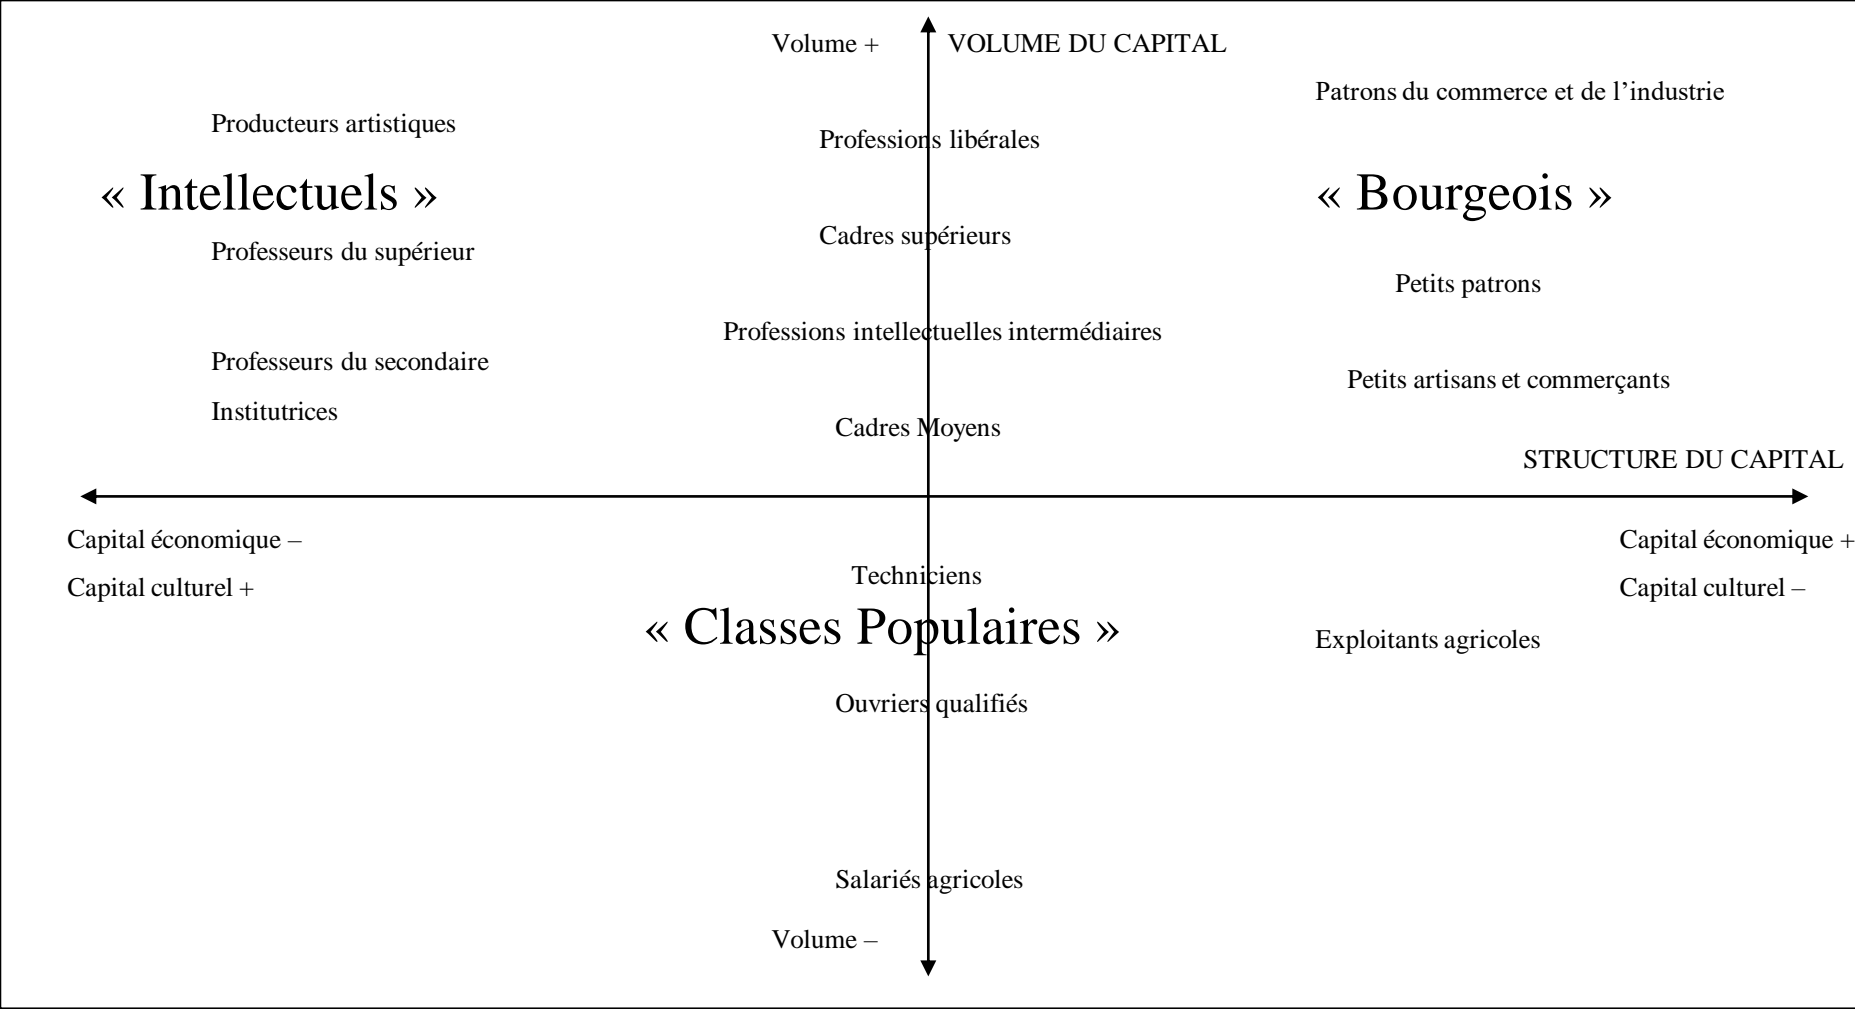 Volume +
VOLUME DU CAPITAL
Patrons du commerce et de l’industrie
Producteurs artistiques
Professions libérales
« Intellectuels »
« Bourgeois »
Cadres supérieurs
Professeurs du supérieur
Petits patrons
Professions intellectuelles intermédiaires
Professeurs du secondaire
Petits artisans et commerçants
Institutrices
Cadres Moyens
STRUCTURE DU CAPITAL
Capital économique –
Capital économique +
Capital culturel +
Capital culturel –
Techniciens
« Classes Populaires »
Exploitants agricoles
Ouvriers qualifiés
Salariés agricoles
Volume –